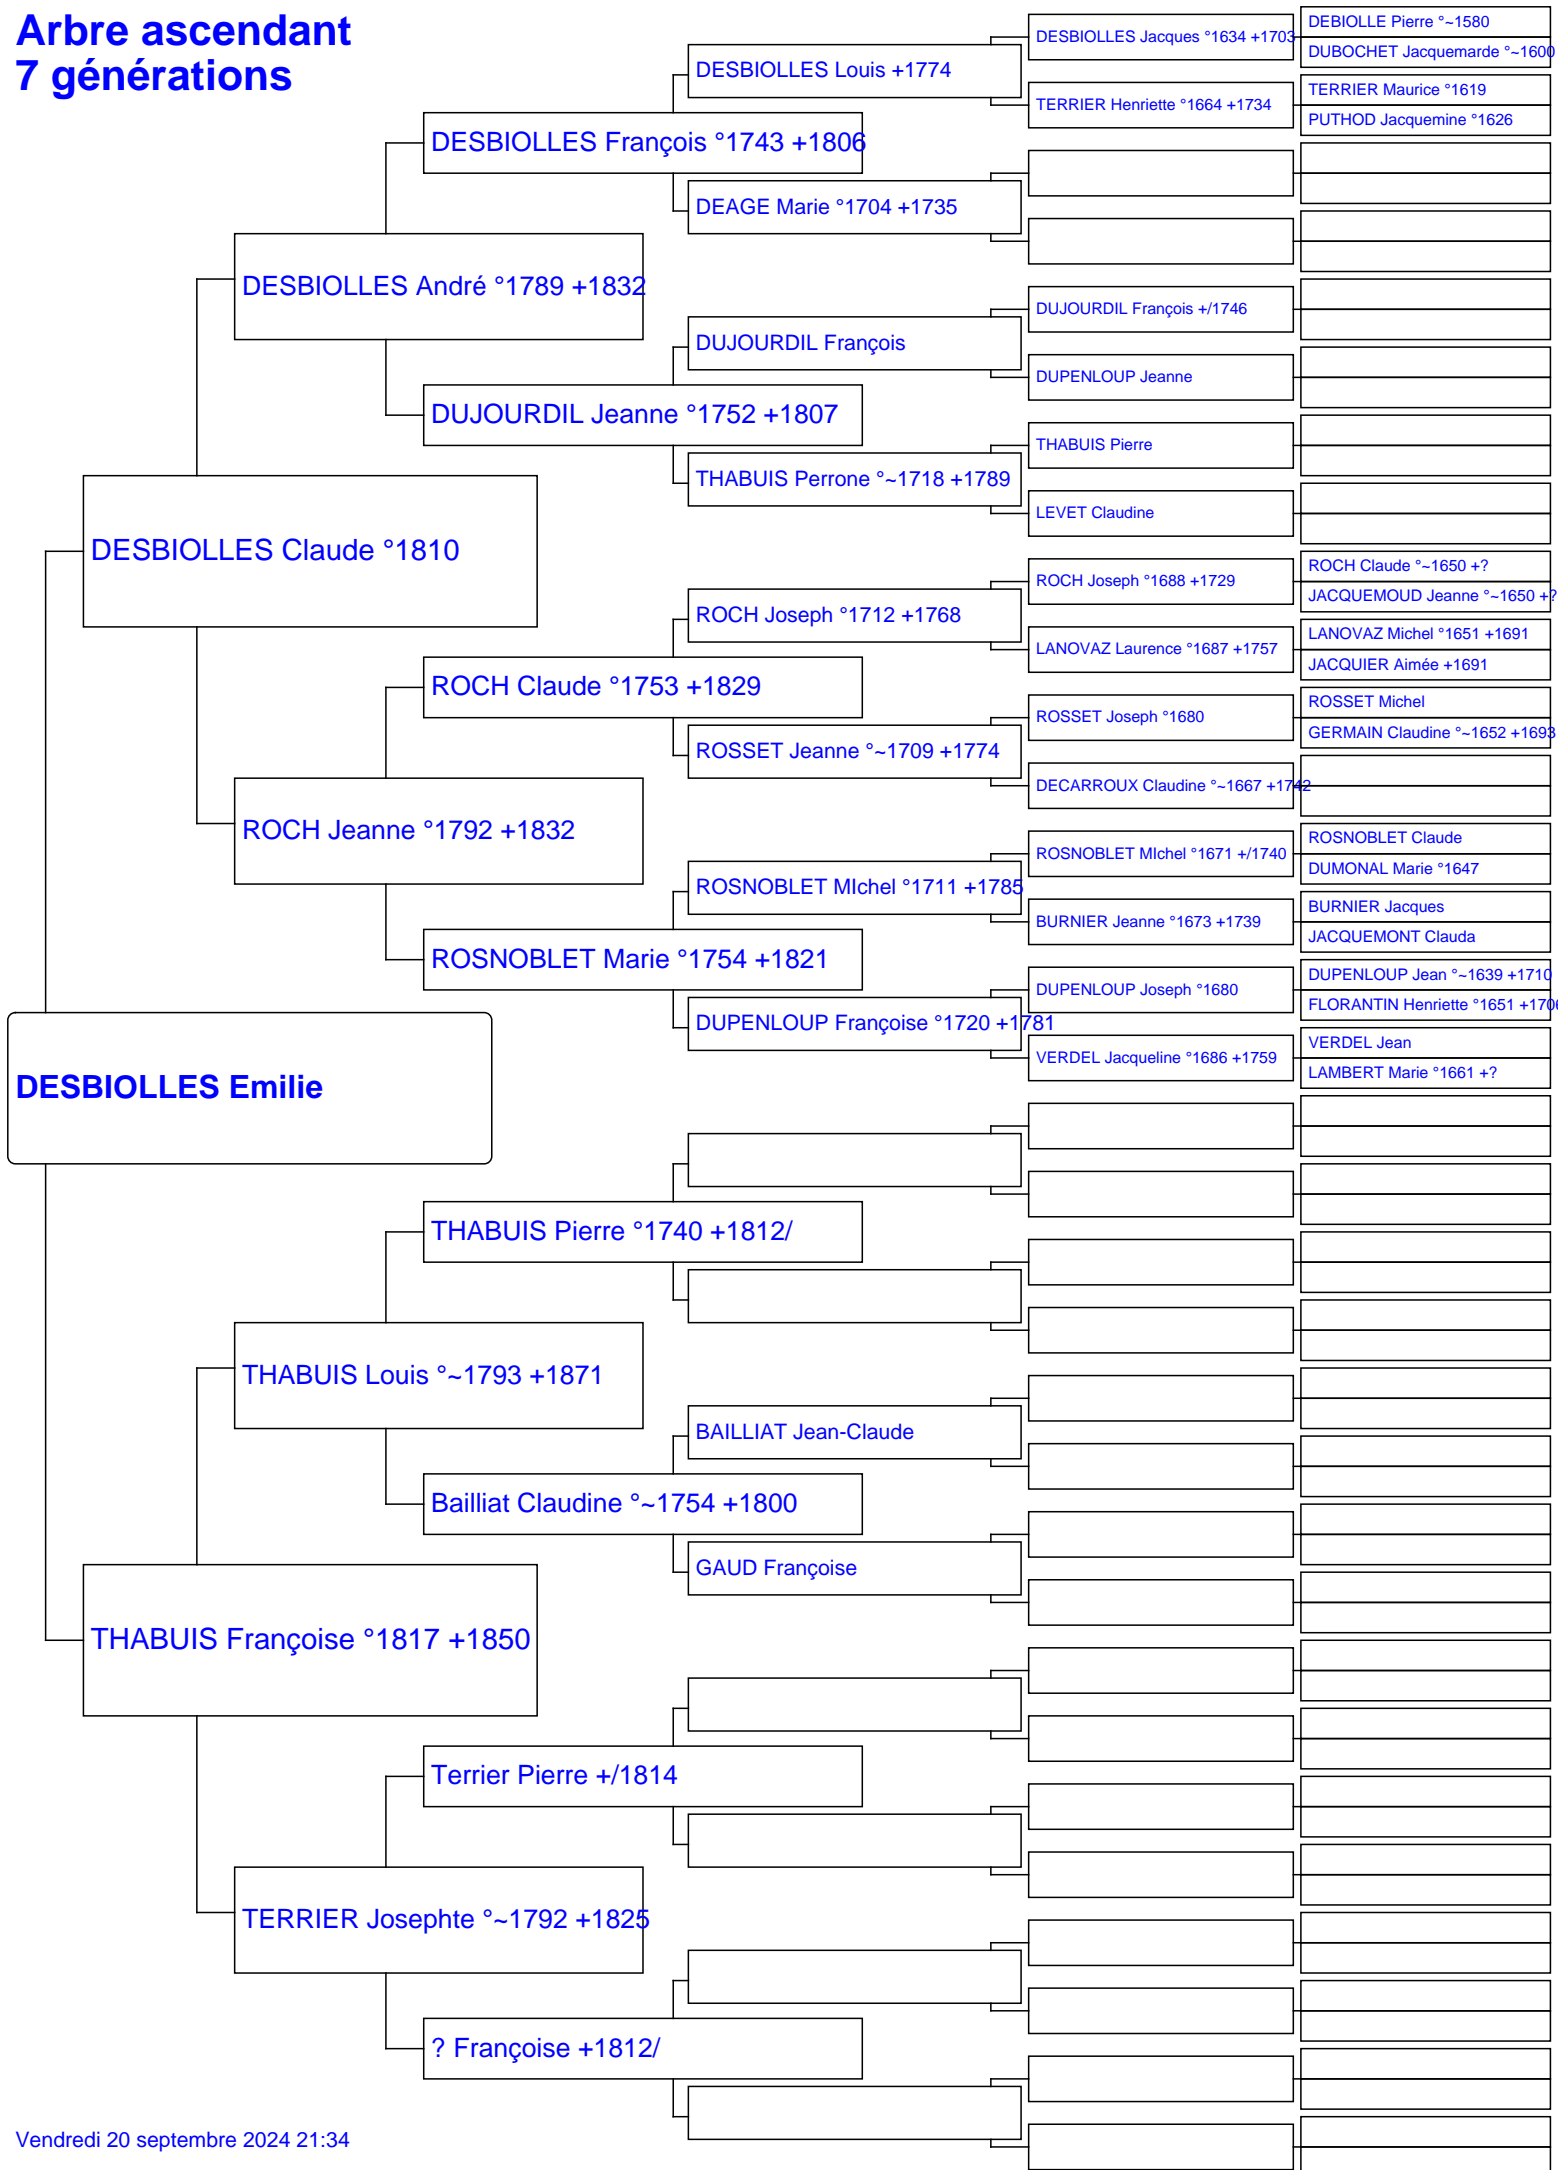 Arbre ascendant
7 générations
DESBIOLLES Emilie
DESBIOLLES Claude °1810
THABUIS Françoise °1817 +1850
DESBIOLLES André °1789 +1832
ROCH Jeanne °1792 +1832
THABUIS Louis °~1793 +1871
TERRIER Josephte °~1792 +1825
DESBIOLLES François °1743 +1806
DUJOURDIL Jeanne °1752 +1807
ROCH Claude °1753 +1829
ROSNOBLET Marie °1754 +1821
THABUIS Pierre °1740 +1812/
Bailliat Claudine °~1754 +1800
Terrier Pierre +/1814
? Françoise +1812/
DESBIOLLES Louis +1774
DEAGE Marie °1704 +1735
DUJOURDIL François
THABUIS Perrone °~1718 +1789
ROCH Joseph °1712 +1768
ROSSET Jeanne °~1709 +1774
ROSNOBLET MIchel °1711 +1785
DUPENLOUP Françoise °1720 +1781
BAILLIAT Jean-Claude
GAUD Françoise
DESBIOLLES Jacques °1634 +1703
TERRIER Henriette °1664 +1734
DUJOURDIL François +/1746
DUPENLOUP Jeanne
THABUIS Pierre
LEVET Claudine
ROCH Joseph °1688 +1729
LANOVAZ Laurence °1687 +1757
ROSSET Joseph °1680
DECARROUX Claudine °~1667 +1742
ROSNOBLET MIchel °1671 +/1740
BURNIER Jeanne °1673 +1739
DUPENLOUP Joseph °1680
VERDEL Jacqueline °1686 +1759
DEBIOLLE Pierre °~1580
DUBOCHET Jacquemarde °~1600
TERRIER Maurice °1619
PUTHOD Jacquemine °1626
ROCH Claude °~1650 +?
JACQUEMOUD Jeanne °~1650 +?
LANOVAZ Michel °1651 +1691
JACQUIER Aimée +1691
ROSSET Michel
GERMAIN Claudine °~1652 +1693
ROSNOBLET Claude
DUMONAL Marie °1647
BURNIER Jacques
JACQUEMONT Clauda
DUPENLOUP Jean °~1639 +1710
FLORANTIN Henriette °1651 +1706
VERDEL Jean
LAMBERT Marie °1661 +?
Vendredi 20 septembre 2024 21:34